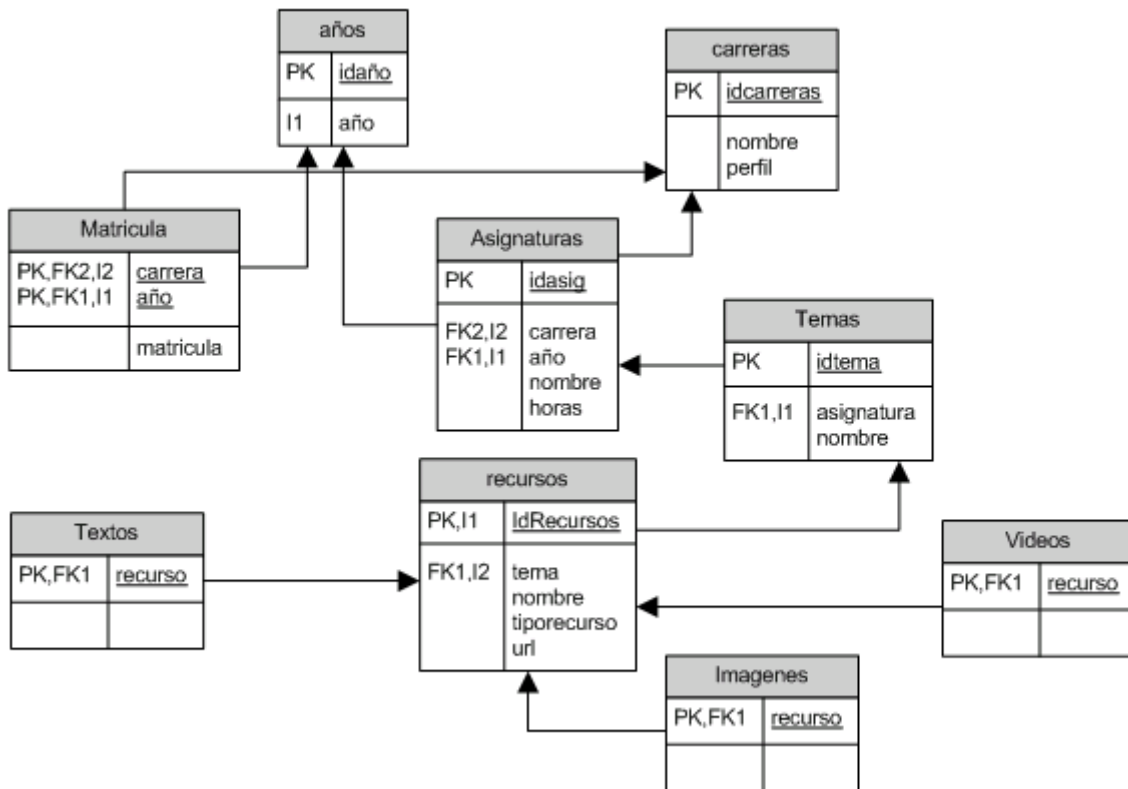 años
PK idaño
I1 año
carreras
PK idcarreras
nombre
perfil
Matricula
PK,FK2,I2 carrera
PK,FK1,I1 año
matricula
Asignaturas
PK idasig
FK2,I2 carrera
FK1,I1 año
nombre
horas
Temas
PK idtema
FK1,I1 asignatura
nombre
recursos
PK,I1 IdRecursos
FK1,I2 tema
nombre
tiporecurso
url
Textos
PK,FK1 recurso
Videos
PK,FK1 recurso
Imagenes
PK,FK1 recurso